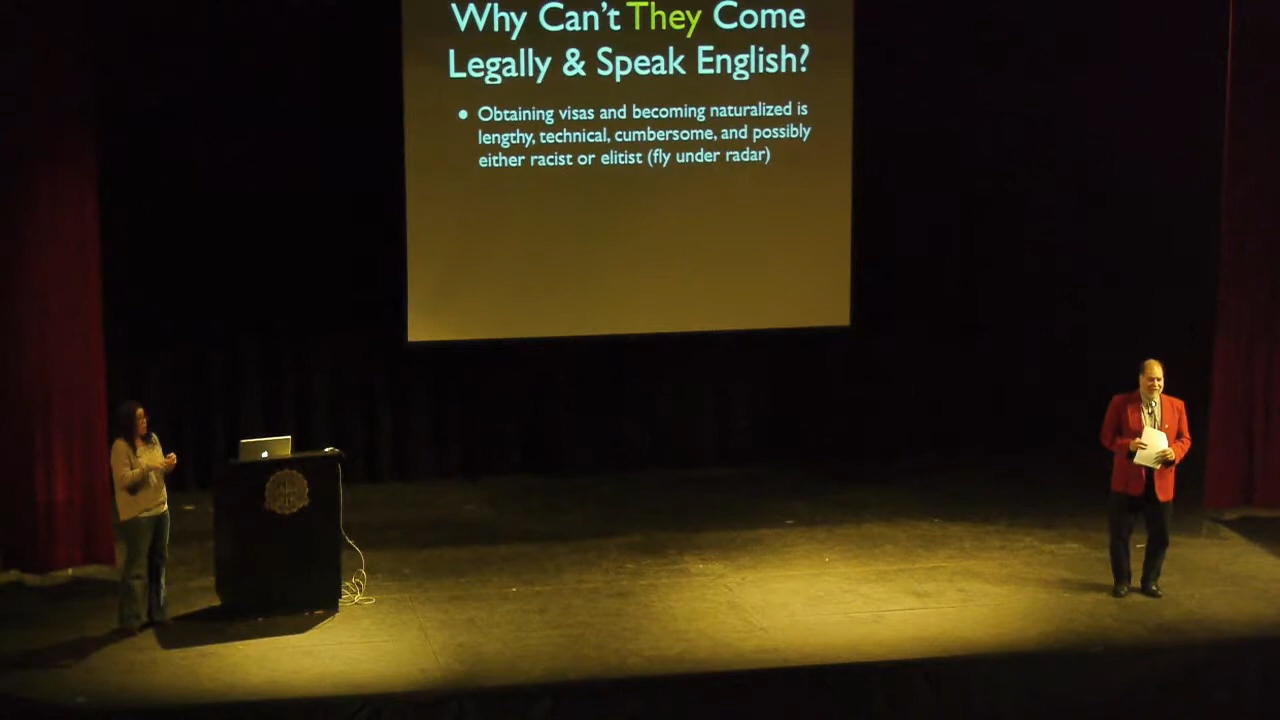 Why Can't They Come
Legally & Speak English?
• Obtaining visas and becoming naturalized is
lengthy, technical, cumbersome, and possibly
either racist or elitist (fly under radar)